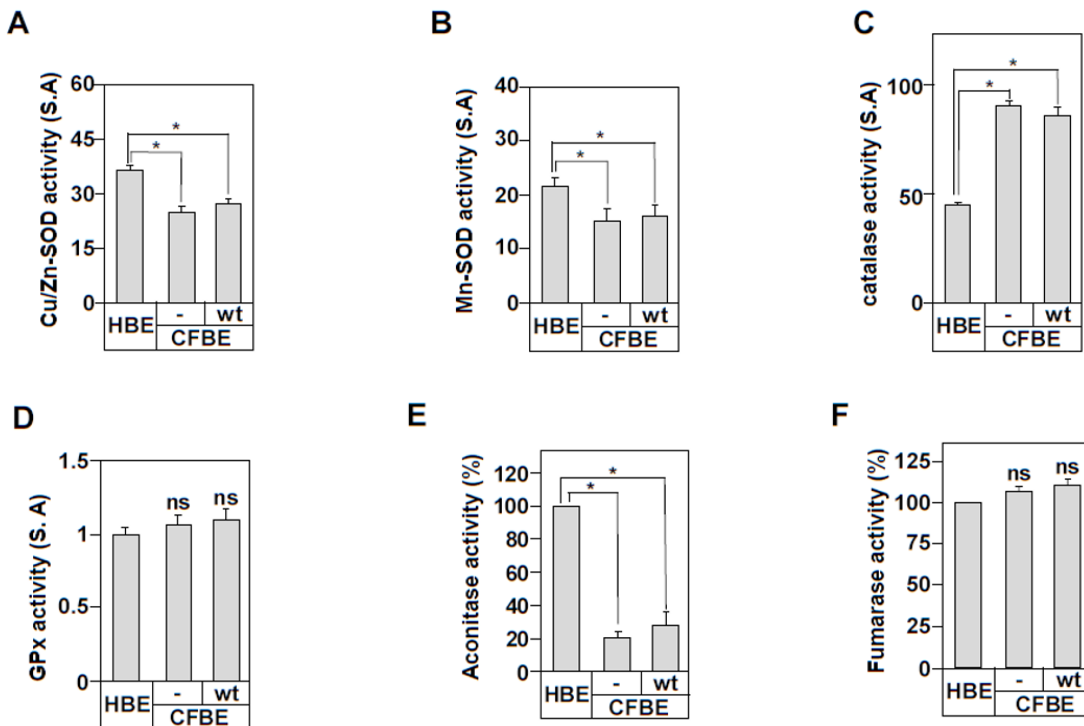 A
Cu/Zn-SOD activity (S.A)
60
45
30
15
0
*
*
HBE
-
wt
CFBE
B
Mn-SOD activity (S.A)
40
30
20
10
0
*
*
HBE
-
wt
CFBE
C
catalase activity (S.A)
100
50
0
*
*
HBE
-
wt
CFBE
D
GPx activity (S. A)
1.5
1
0.5
0
ns
ns
HBE
-
wt
CFBE
E
Aconitase activity (%)
120
100
80
60
40
20
0
*
*
HBE
-
wt
CFBE
F
Fumarase activity (%)
125
100
75
50
125
0
ns
ns
HBE
-
wt
CFBE